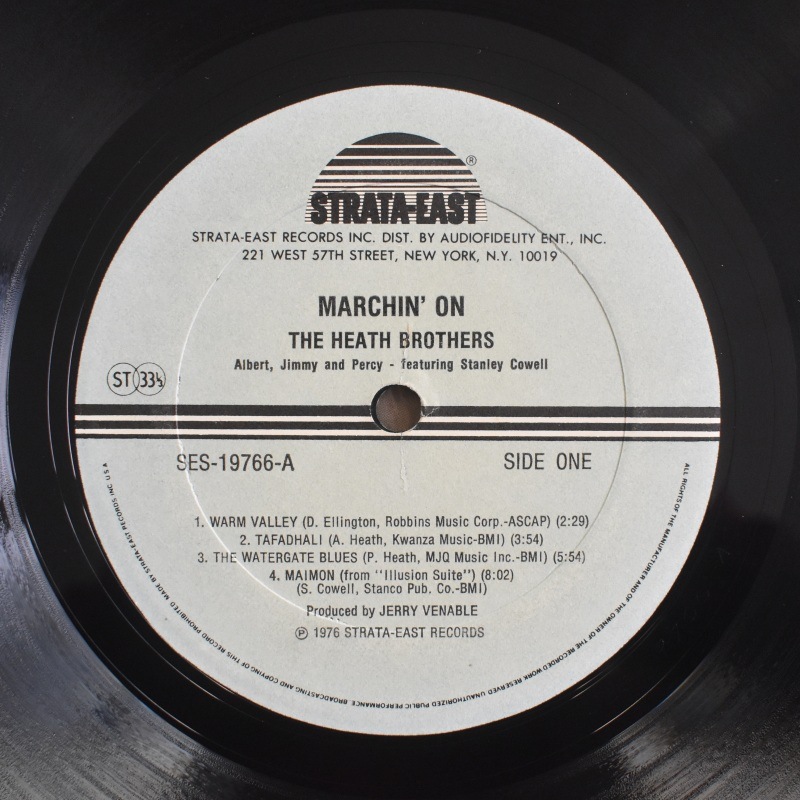 STRATA-EAST®
STRATA-EAST RECORDS INC. DIST. BY AUDIOFIDELITY ENT., INC.
221 WEST 57TH STREET, NEW YORK, N.Y. 10019
MARCHIN' ON
THE HEATH BROTHERS
Albert, Jimmy and Percy - featuring Stanley Cowell
ST 33⅓
SES-19766-A
SIDE ONE
1. WARM VALLEY (D. Ellington, Robbins Music Corp.-ASCAP) (2:29)
2. TAFADHALI (A. Heath, Kwanza Music-BMI) (3:54)
3. THE WATERGATE BLUES (P. Heath, MJQ Music Inc.-BMI) (5:54)
4. MAIMON (from "Illusion Suite") (8:02)
(S. Cowell, Stanco Pub. Co.-BMI)
Produced by JERRY VENABLE
℗ 1976 STRATA-EAST RECORDS
ALL RIGHTS OF THE MANUFACTURER AND OF THE OWNER OF THE RECORDED WORK RESERVED UNAUTHORIZED PUBLIC PERFORMANCE BROADCASTING AND COPYING OF THIS RECORD PROHIBITED MADE BY STRATA-EAST RECORDS INC. U.S.A.